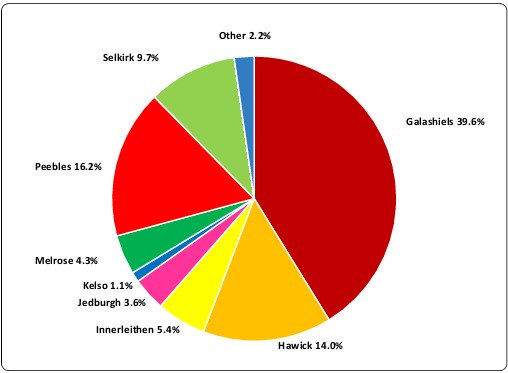 Other 2.2%
Selkirk 9.7%
Galashiels 39.6%
Peebles 16.2%
Melrose 4.3%
Kelso 1.1%
Jedburgh 3.6%
Innerleithen 5.4%
Hawick 14.0%